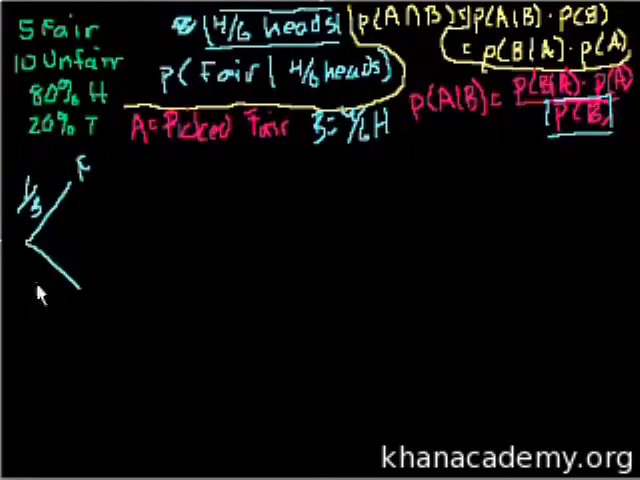 5 Fair
10 Unfair
80% H
20% T
(4/6 heads)
P(Fair | 4/6 heads)
A=Picked Fair B=4/6 H
P(A∩B)=P(A|B)·P(B)
=P(B|A)·P(A)
P(A|B)= P(B|A)·P(A)
P(B)
1/3
F
khanacademy.org